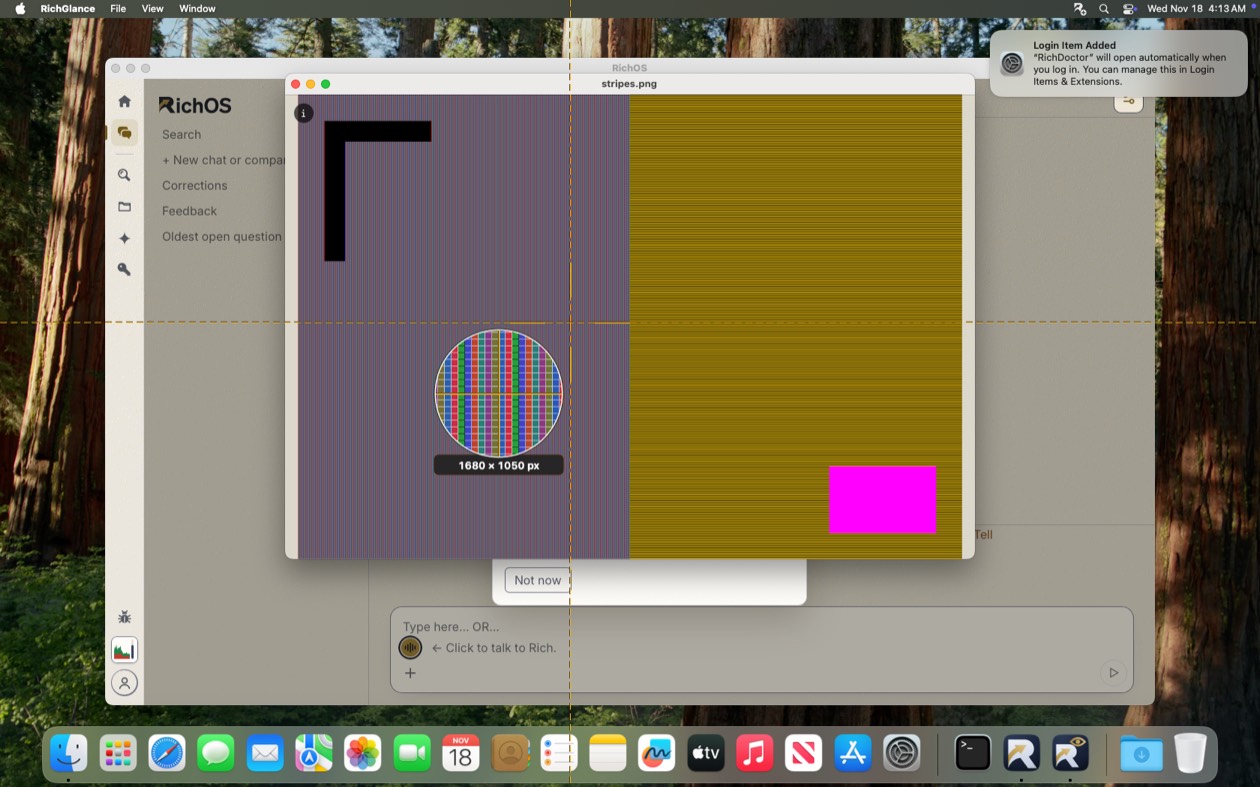 RichGlance File View Window Wed Nov 18 4:13 AM
Login Item Added
“RichDoctor” will open automatically when
you log in. You can manage this in Login
Items & Extensions.
RichOS
stripes.png
i
RichOS
Search
+ New chat or compa
Corrections
Feedback
Oldest open question
1680 × 1050 px
Tell
Not now
Type here... OR...
← Click to talk to Rich.
NOV
18
tv